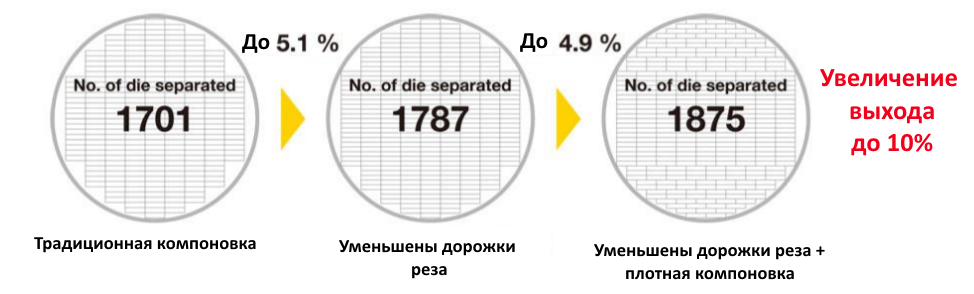 До 5.1 %
До 4.9 %
No. of die separated
1701
No. of die separated
1787
No. of die separated
1875
Увеличение
выхода
до 10%
Традиционная компоновка
Уменьшены дорожки
реза
Уменьшены дорожки реза +
плотная компоновка